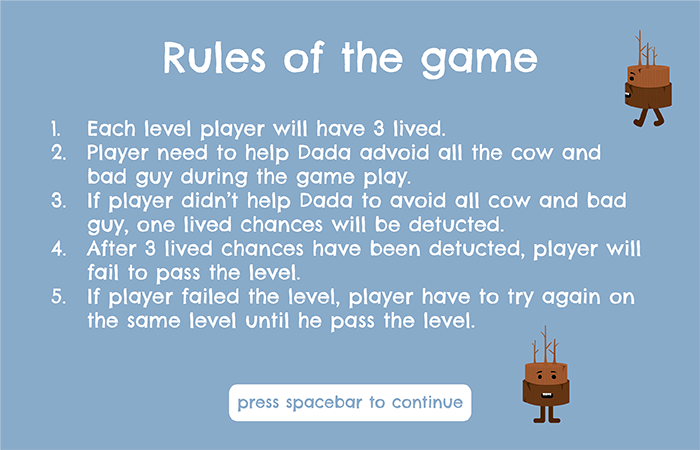 Rules of the game
1. Each level player will have 3 lived.
2. Player need to help Dada advoid all the cow and
bad guy during the game play.
3. If player didn't help Dada to avoid all cow and bad
guy, one lived chances will be detucted.
4. After 3 lived chances have been detucted, player will
fail to pass the level.
5. If player failed the level, player have to try again on
the same level until he pass the level.
press spacebar to continue